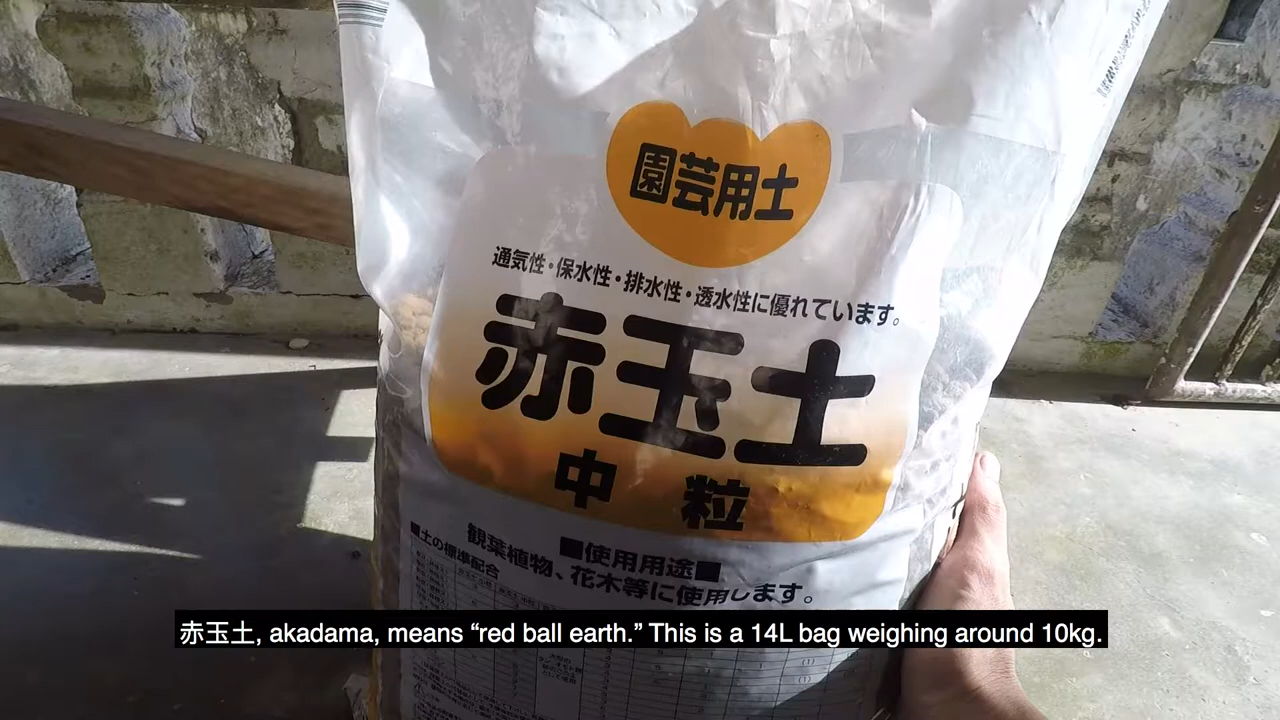 園芸用土
通気性・保水性・排水性・透水性に優れています。
赤玉土
中粒
■使用用途■
観葉植物、花木等に使用します。
■土の標準配合
赤玉土, akadama, means “red ball earth.” This is a 14L bag weighing around 10kg.